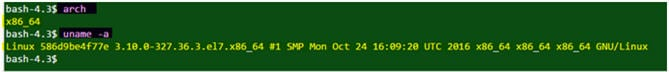 bash-4.3$ arch
x86_64
bash-4.3$ uname -a
Linux 586d9be4f77e 3.10.0-327.36.3.el7.x86_64 #1 SMP Mon Oct 24 16:09:20 UTC 2016 x86_64 x86_64 x86_64 GNU/Linux
bash-4.3$